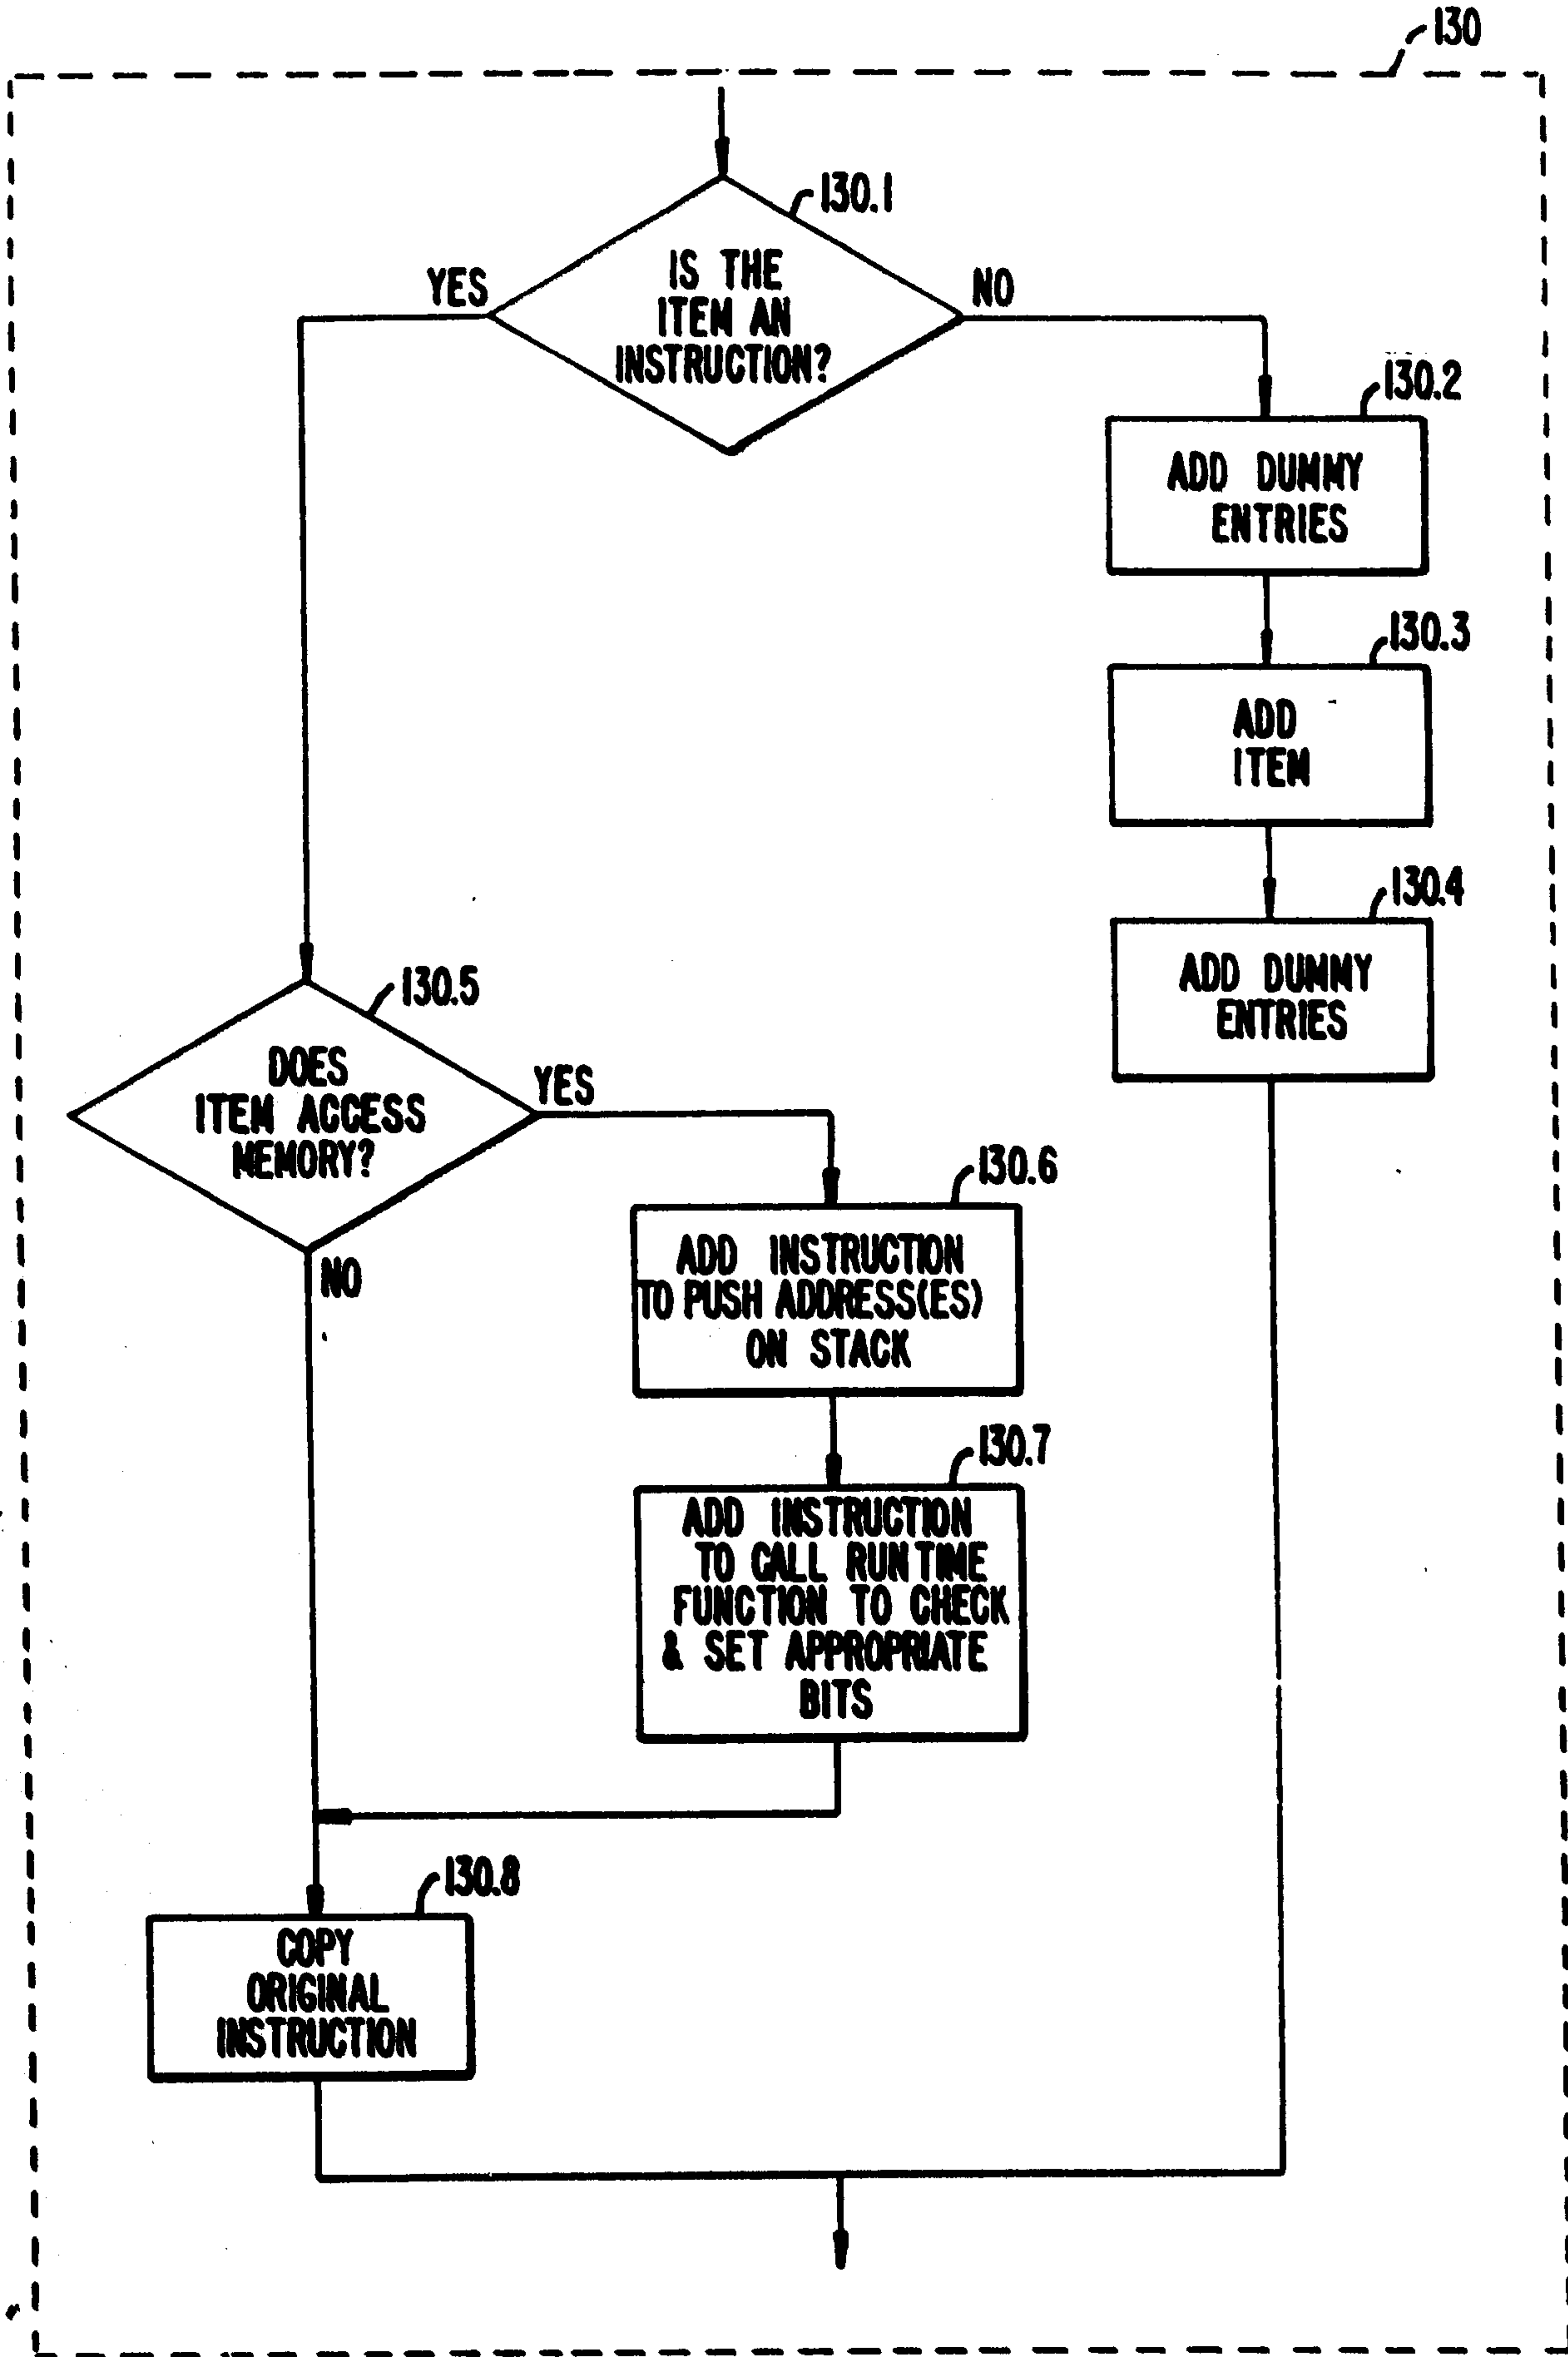 130
130.1
IS THE
ITEM AN
INSTRUCTION?
YES
NO
130.2
ADD DUMMY
ENTRIES
130.3
ADD
ITEM
130.4
ADD DUMMY
ENTRIES
130.5
DOES
ITEM ACCESS
MEMORY?
YES
NO
130.6
ADD INSTRUCTION
TO PUSH ADDRESS(ES)
ON STACK
130.7
ADD INSTRUCTION
TO CALL RUN TIME
FUNCTION TO CHECK
& SET APPROPRIATE
BITS
130.8
COPY
ORIGINAL
INSTRUCTION